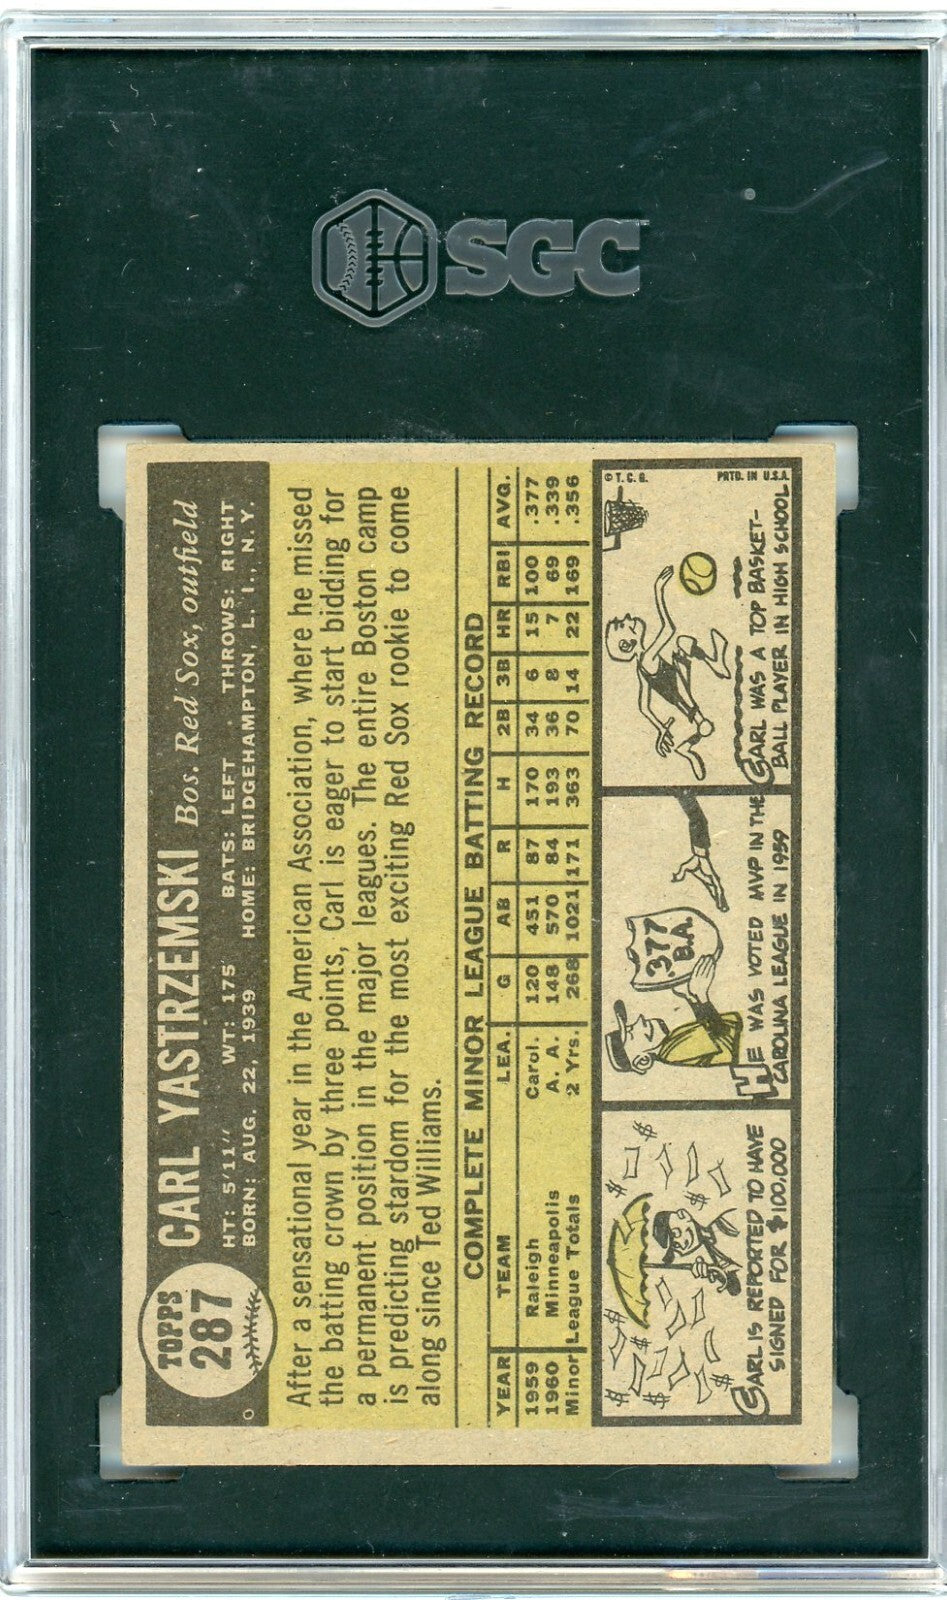 SGC
TOPPS
287
CARL YASTRZEMSKI Bos. Red Sox, outfield
HT: 5'11" WT: 175 BATS: LEFT THROWS: RIGHT
BORN: AUG. 22, 1939 HOME: BRIDGEHAMPTON, L. I., N. Y.
After a sensational year in the American Association, where he missed
the batting crown by three points, Carl is eager to start bidding for
a permanent position in the major leagues. The entire Boston camp
is predicting stardom for the most exciting Red Sox rookie to come
along since Ted Williams.
COMPLETE MINOR LEAGUE BATTING RECORD
YEAR TEAM LEA. G AB R H 2B 3B HR RBI AVG.
1959 Raleigh Carol. 120 451 87 170 34 6 15 100 .377
1960 Minneapolis A. A. 148 570 84 193 36 8 7 69 .339
Minor League Totals 2 Yrs. 268 1021 171 363 70 14 22 169 .356
CARL IS REPORTED TO HAVE
SIGNED FOR $100,000
377
B.A.
HE WAS VOTED MVP IN THE
CAROLINA LEAGUE IN 1959
© T. C. G. PRTD. IN U.S.A.
CARL WAS A TOP BASKET-
BALL PLAYER IN HIGH SCHOOL